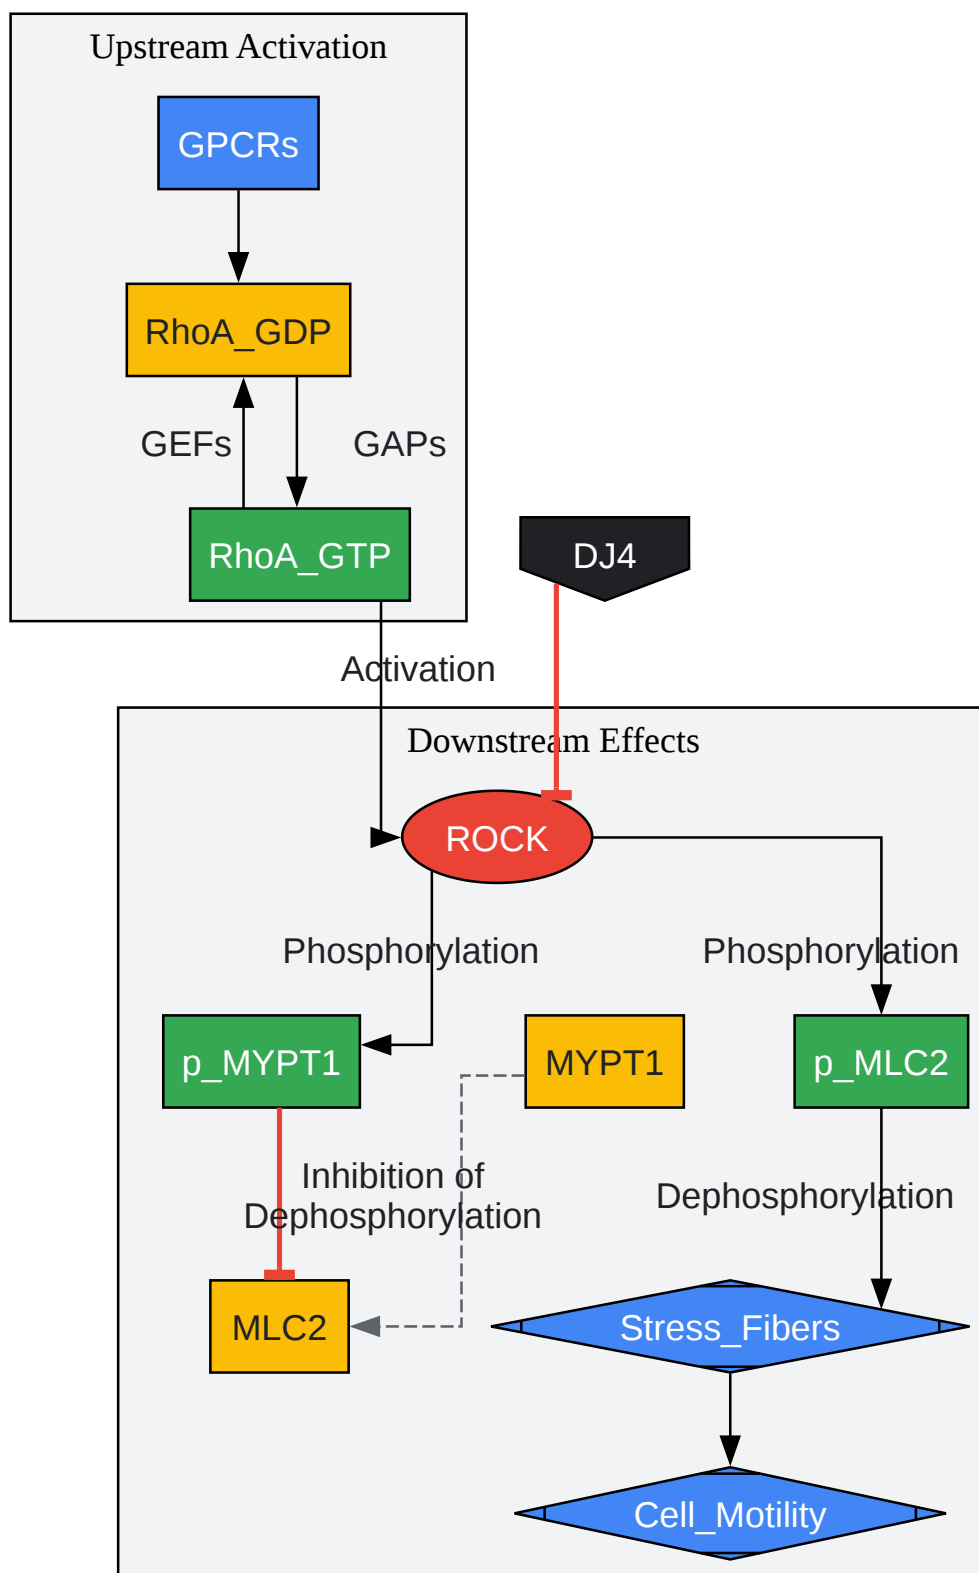 Upstream Activation
GPCRs
RhoA_GDP
GEFs
GAPs
RhoA_GTP
DJ4
Activation
Downstream Effects
ROCK
Phosphorylation
Phosphorylation
p_MYPT1
MYPT1
p_MLC2
Inhibition of
Dephosphorylation
Dephosphorylation
MLC2
Stress_Fibers
Cell_Motility